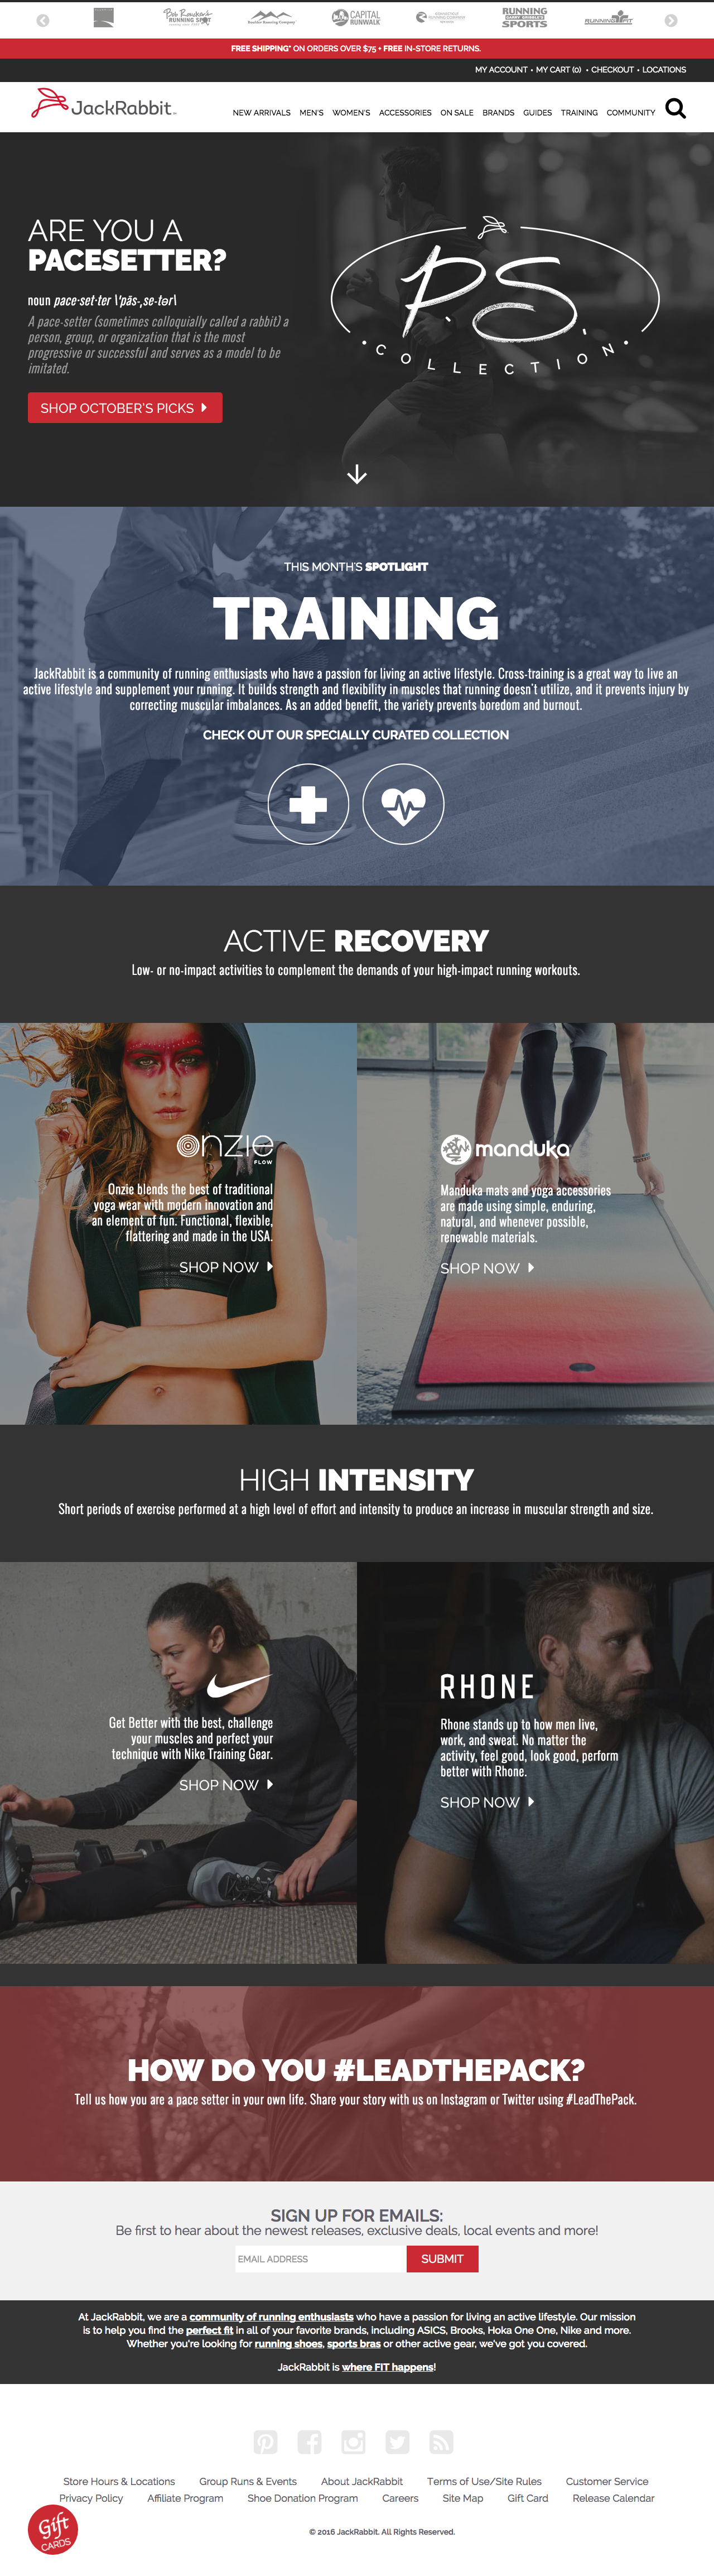 Bob Roncker's
RUNNING SPOT
Boulder Running Company
CAPITAL
RUNWALK
RUNNING
SPORTS
RUNNING FIT
FREE SHIPPING* ON ORDERS OVER $75 + FREE IN-STORE RETURNS.
MY ACCOUNT • MY CART (0) • CHECKOUT • LOCATIONS
JackRabbit
NEW ARRIVALS MEN'S WOMEN'S ACCESSORIES ON SALE BRANDS GUIDES TRAINING COMMUNITY
ARE YOU A
PACESETTER?
noun pace·set·ter \'pās-,se-tər\
A pace-setter (sometimes colloquially called a rabbit) a
person, group, or organization that is the most
progressive or successful and serves as a model to be
imitated.
SHOP OCTOBER'S PICKS
P.S.
• COLLECTION •
THIS MONTH'S SPOTLIGHT
TRAINING
JackRabbit is a community of running enthusiasts who have a passion for living an active lifestyle. Cross-training is a great way to live an
active lifestyle and supplement your running. It builds strength and flexibility in muscles that running doesn't utilize, and it prevents injury by
correcting muscular imbalances. As an added benefit, the variety prevents boredom and burnout.
CHECK OUT OUR SPECIALLY CURATED COLLECTION
ACTIVE RECOVERY
Low- or no-impact activities to complement the demands of your high-impact running workouts.
onzie
FLOW
Onzie blends the best of traditional
yoga wear with modern innovation and
an element of fun. Functional, flexible,
flattering and made in the USA.
SHOP NOW
manduka
Manduka mats and yoga accessories
are made using simple, enduring,
natural, and whenever possible,
renewable materials.
SHOP NOW
HIGH INTENSITY
Short periods of exercise performed at a high level of effort and intensity to produce an increase in muscular strength and size.
Get Better with the best, challenge
your muscles and perfect your
technique with Nike Training Gear.
SHOP NOW
RHONE
Rhone stands up to how men live,
work, and sweat. No matter the
activity, feel good, look good, perform
better with Rhone.
SHOP NOW
HOW DO YOU #LEADTHEPACK?
Tell us how you are a pace setter in your own life. Share your story with us on Instagram or Twitter using #LeadThePack.
SIGN UP FOR EMAILS:
Be first to hear about the newest releases, exclusive deals, local events and more!
EMAIL ADDRESS
SUBMIT
At JackRabbit, we are a community of running enthusiasts who have a passion for living an active lifestyle. Our mission
is to help you find the perfect fit in all of your favorite brands, including ASICS, Brooks, Hoka One One, Nike and more.
Whether you're looking for running shoes, sports bras or other active gear, we've got you covered.
JackRabbit is where FIT happens!
Store Hours & Locations Group Runs & Events About JackRabbit Terms of Use/Site Rules Customer Service
Privacy Policy Affiliate Program Shoe Donation Program Careers Site Map Gift Card Release Calendar
Gift
CARDS
© 2016 JackRabbit. All Rights Reserved.